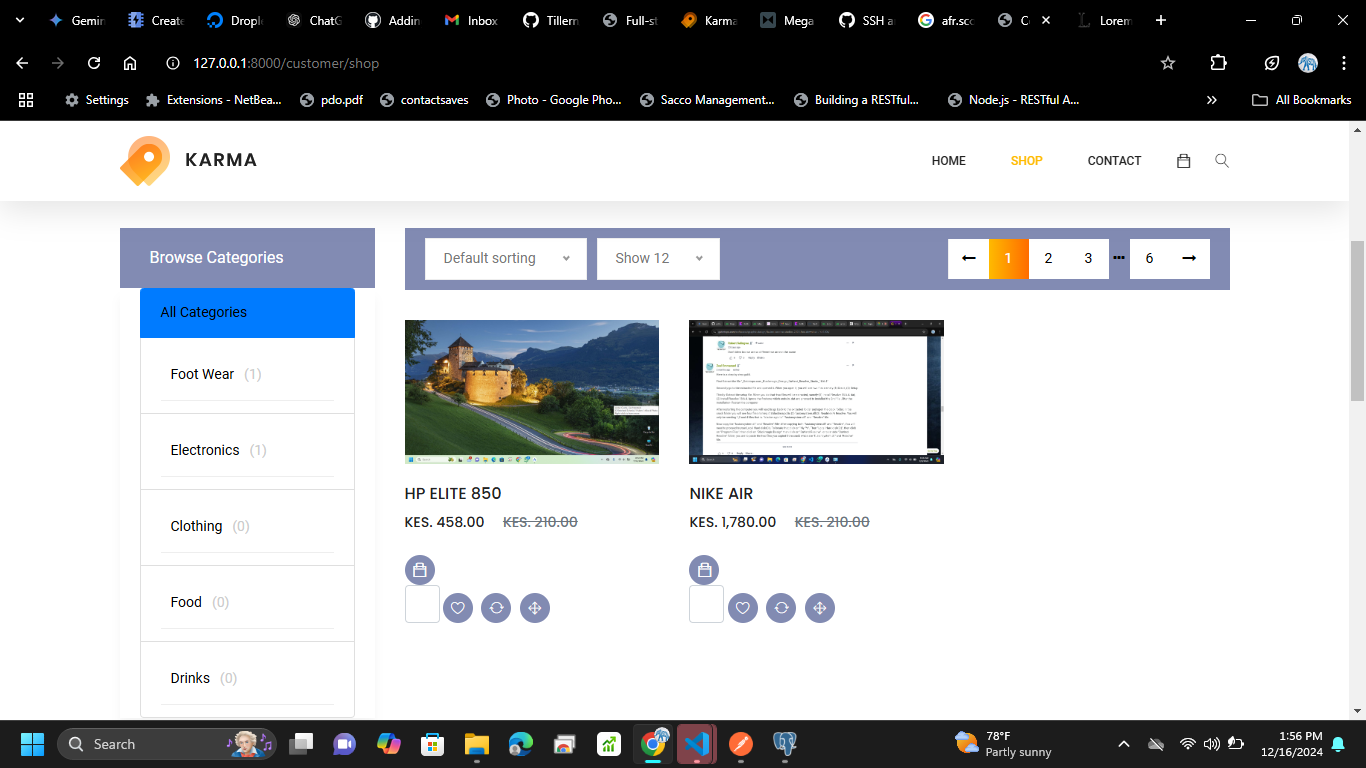 Gemin
Create
Drople
ChatG
Addin
Inbox
Tillern
Full-st
Karma
Mega
SSH a
afr.sco
Co
Lorem
127.0.0.1:8000/customer/shop
Settings
Extensions - NetBea...
pdo.pdf
contactsaves
Photo - Google Pho...
Sacco Management...
Building a RESTful...
Node.js - RESTful A...
All Bookmarks
KARMA
HOME
SHOP
CONTACT
Browse Categories
Default sorting
Show 12
1
2
3
...
6
All Categories
Foot Wear (1)
Electronics (1)
Clothing (0)
Food (0)
Drinks (0)
HP ELITE 850
KES. 458.00 KES. 210.00
NIKE AIR
KES. 1,780.00 KES. 210.00
Search
78°F
Partly sunny
1:56 PM
12/16/2024